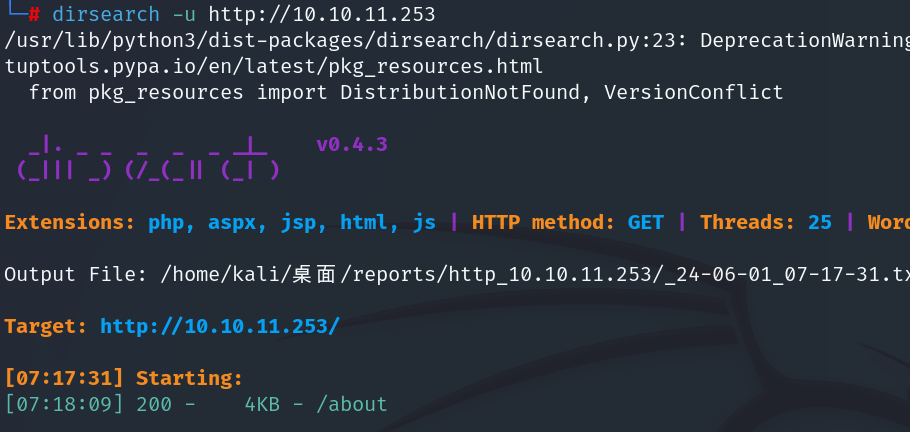 └─# dirsearch -u http://10.10.11.253
/usr/lib/python3/dist-packages/dirsearch/dirsearch.py:23: DeprecationWarning
tuptools.pypa.io/en/latest/pkg_resources.html
  from pkg_resources import DistributionNotFound, VersionConflict
  _|. _ _  _  _  _ _|_    v0.4.3
 (_||| _) (/_(_|| (_| )
Extensions: php, aspx, jsp, html, js | HTTP method: GET | Threads: 25 | Word
Output File: /home/kali/桌面/reports/http_10.10.11.253/_24-06-01_07-17-31.tx
Target: http://10.10.11.253/
[07:17:31] Starting:
[07:18:09] 200 -    4KB - /about